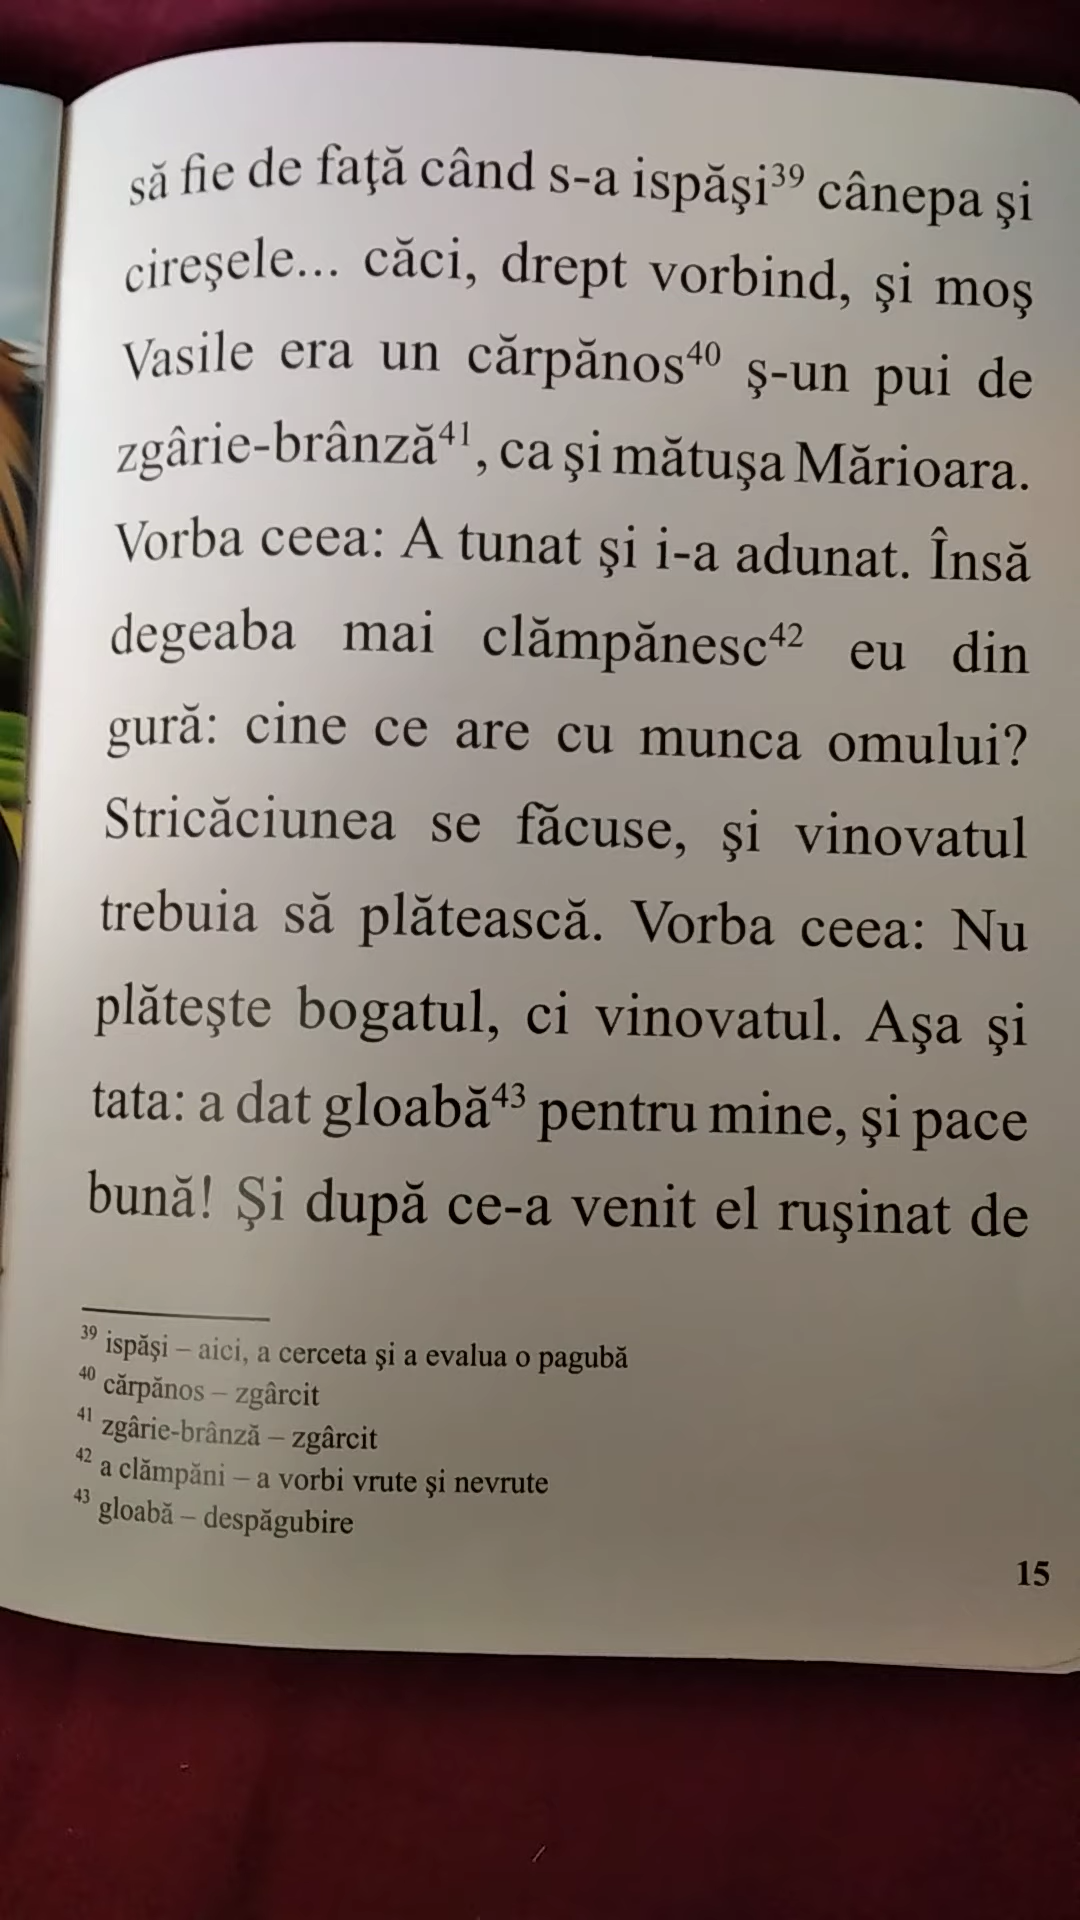 să fie de faţă când s-a ispăşi³⁹ cânepa şi
cireşele... căci, drept vorbind, şi moş
Vasile era un cărpănos⁴⁰ ş-un pui de
zgârie-brânză⁴¹, ca şi mătuşa Mărioara.
Vorba ceea: A tunat şi i-a adunat. Însă
degeaba mai clămpănesc⁴² eu din
gură: cine ce are cu munca omului?
Stricăciunea se făcuse, şi vinovatul
trebuia să plătească. Vorba ceea: Nu
plăteşte bogatul, ci vinovatul. Aşa şi
tata: a dat gloabă⁴³ pentru mine, şi pace
bună! Şi după ce-a venit el ruşinat de
³⁹ ispăşi – aici, a cerceta şi a evalua o pagubă
⁴⁰ cărpănos – zgârcit
⁴¹ zgârie-brânză – zgârcit
⁴² a clămpăni – a vorbi vrute şi nevrute
⁴³ gloabă – despăgubire
15